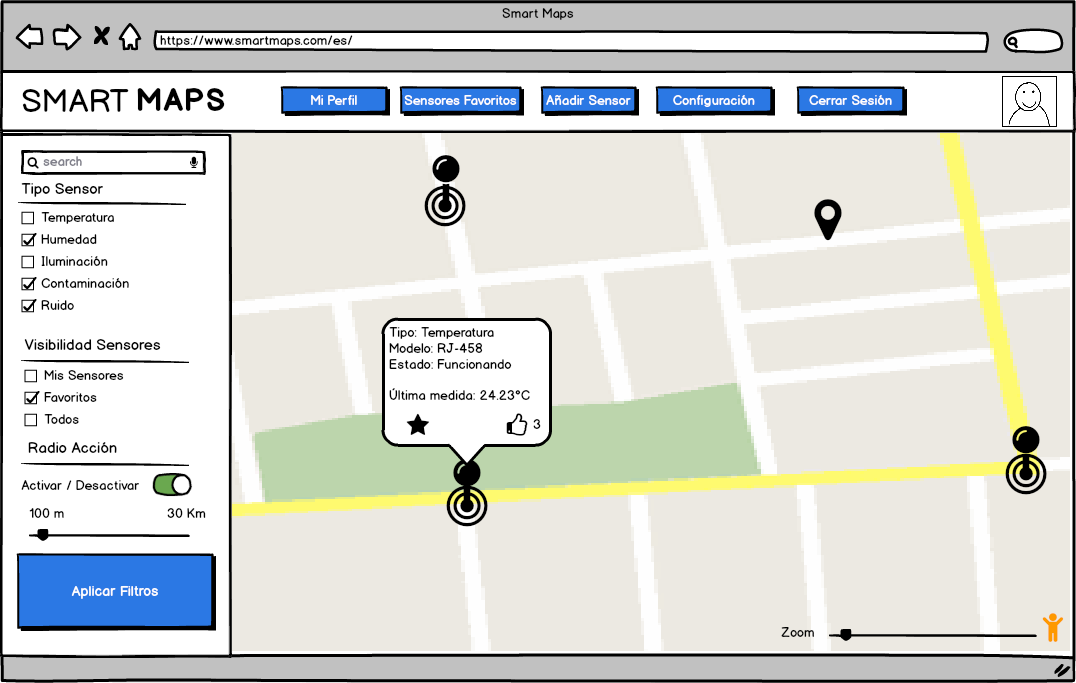 Smart Maps
https://www.smartmaps.com/es/
SMART MAPS
Mi Perfil
Sensores Favoritos
Añadir Sensor
Configuración
Cerrar Sesión
search
Tipo Sensor
Temperatura
Humedad
Iluminación
Contaminación
Ruido
Visibilidad Sensores
Mis Sensores
Favoritos
Todos
Radio Acción
Activar / Desactivar
100 m 30 Km
Aplicar Filtros
Tipo: Temperatura
Modelo: RJ-458
Estado: Funcionando
Última medida: 24.23°C
3
Zoom